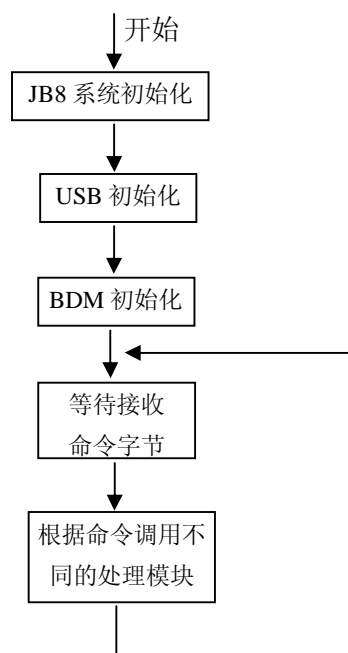 开始
JB8 系统初始化
USB 初始化
BDM 初始化
等待接收
命令字节
根据命令调用不
同的处理模块